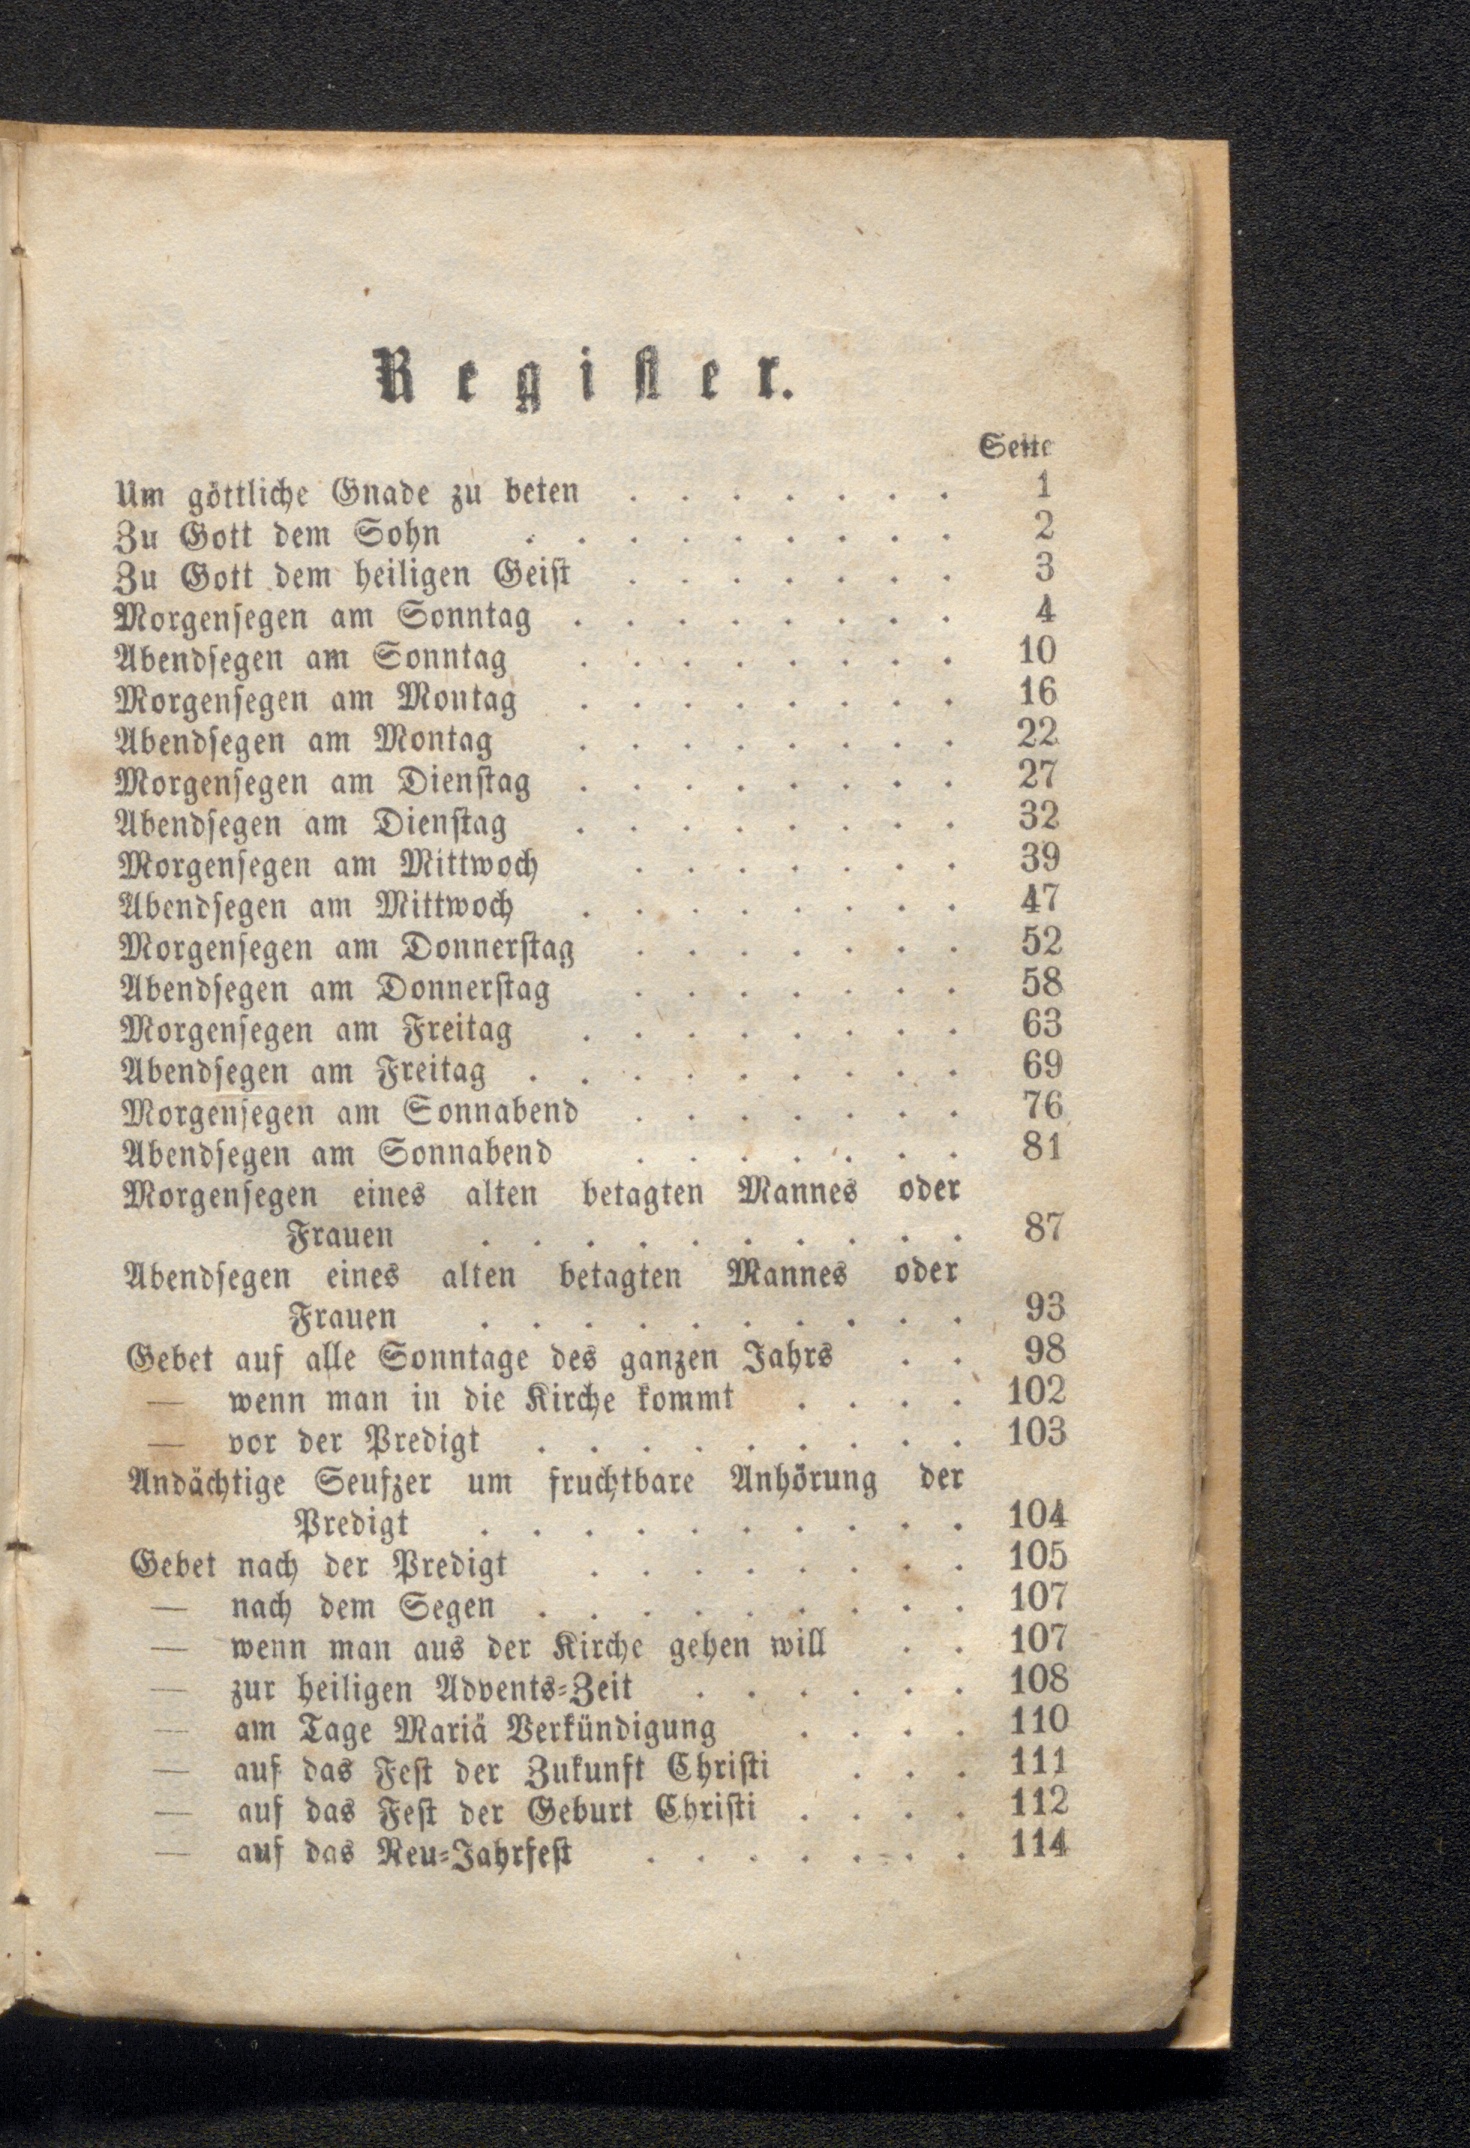 Register.
Seite
Um göttliche Gnade zu beten . . . . . . . 1
Zu Gott dem Sohn . . . . . . . . . 2
Zu Gott dem heiligen Geist . . . . . . . 3
Morgensegen am Sonntag . . . . . . . . 4
Abendsegen am Sonntag . . . . . . . . 10
Morgensegen am Montag . . . . . . . . 16
Abendsegen am Montag . . . . . . . . 22
Morgensegen am Dienstag . . . . . . . . 27
Abendsegen am Dienstag . . . . . . . . 32
Morgensegen am Mittwoch . . . . . . . 39
Abendsegen am Mittwoch . . . . . . . . 47
Morgensegen am Donnerstag . . . . . . . 52
Abendsegen am Donnerstag . . . . . . . 58
Morgensegen am Freitag . . . . . . . . 63
Abendsegen am Freitag . . . . . . . . . 69
Morgensegen am Sonnabend . . . . . . . 76
Abendsegen am Sonnabend . . . . . . . 81
Morgensegen eines alten betagten Mannes oder
Frauen . . . . . . . . . . 87
Abendsegen eines alten betagten Mannes oder
Frauen . . . . . . . . . . 93
Gebet auf alle Sonntage des ganzen Jahrs . . 98
— wenn man in die Kirche kommt . . . . 102
— vor der Predigt . . . . . . . . . 103
Andächtige Seufzer um fruchtbare Anhörung der
Predigt . . . . . . . . . . 104
Gebet nach der Predigt . . . . . . . . 105
— nach dem Segen . . . . . . . . . 107
— wenn man aus der Kirche gehen will . . 107
— zur heiligen Advents-Zeit . . . . . . 108
— am Tage Mariä Verkündigung . . . . 110
— auf das Fest der Zukunft Christi . . . 111
— auf das Fest der Geburt Christi . . . . 112
— auf das Neu-Jahrfest . . . . . . . 114